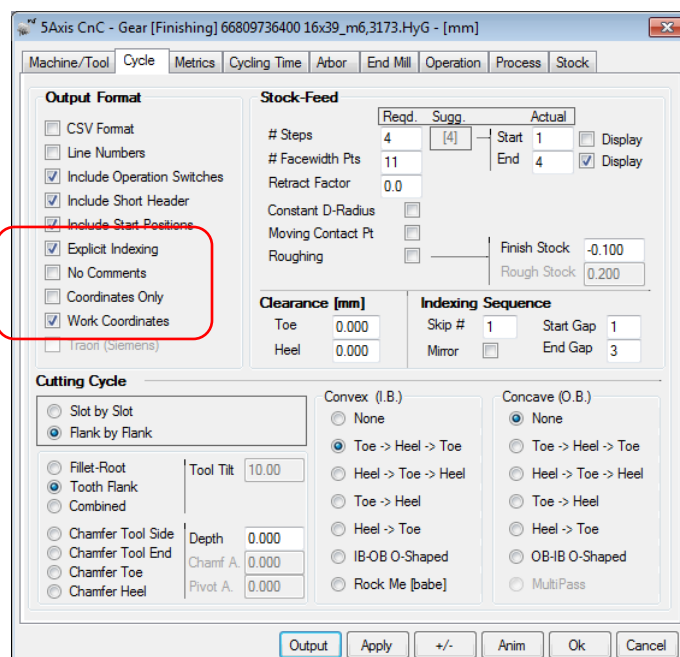 5Axis CnC - Gear [Finishing] 66809736400 16x39_m6,3173.HyG - [mm]
Machine/Tool Cycle Metrics Cycling Time Arbor End Mill Operation Process Stock
Output Format
CSV Format
Line Numbers
Include Operation Switches
Include Short Header
Include Start Positions
Explicit Indexing
No Comments
Coordinates Only
Work Coordinates
Traori (Siemens)
Stock-Feed
Reqd. Sugg. Actual
# Steps 4 [4] Start 1 Display
# Facewidth Pts 11 End 4 Display
Retract Factor 0.0
Constant D-Radius
Moving Contact Pt
Roughing Finish Stock -0.100
Rough Stock 0.200
Clearance [mm]
Toe 0.000
Heel 0.000
Indexing Sequence
Skip # 1 Start Gap 1
Mirror End Gap 3
Cutting Cycle
Slot by Slot
Flank by Flank
Fillet-Root
Tooth Flank
Combined
Tool Tilt 10.00
Chamfer Tool Side
Chamfer Tool End
Chamfer Toe
Chamfer Heel
Depth 0.000
Chamf A. 0.000
Pivot A. 0.000
Convex (I.B.)
None
Toe -> Heel -> Toe
Heel -> Toe -> Heel
Toe -> Heel
Heel -> Toe
IB-OB O-Shaped
Rock Me [babe]
Concave (O.B.)
None
Toe -> Heel -> Toe
Heel -> Toe -> Heel
Toe -> Heel
Heel -> Toe
OB-IB O-Shaped
MultiPass
Output Apply +/- Anim Ok Cancel